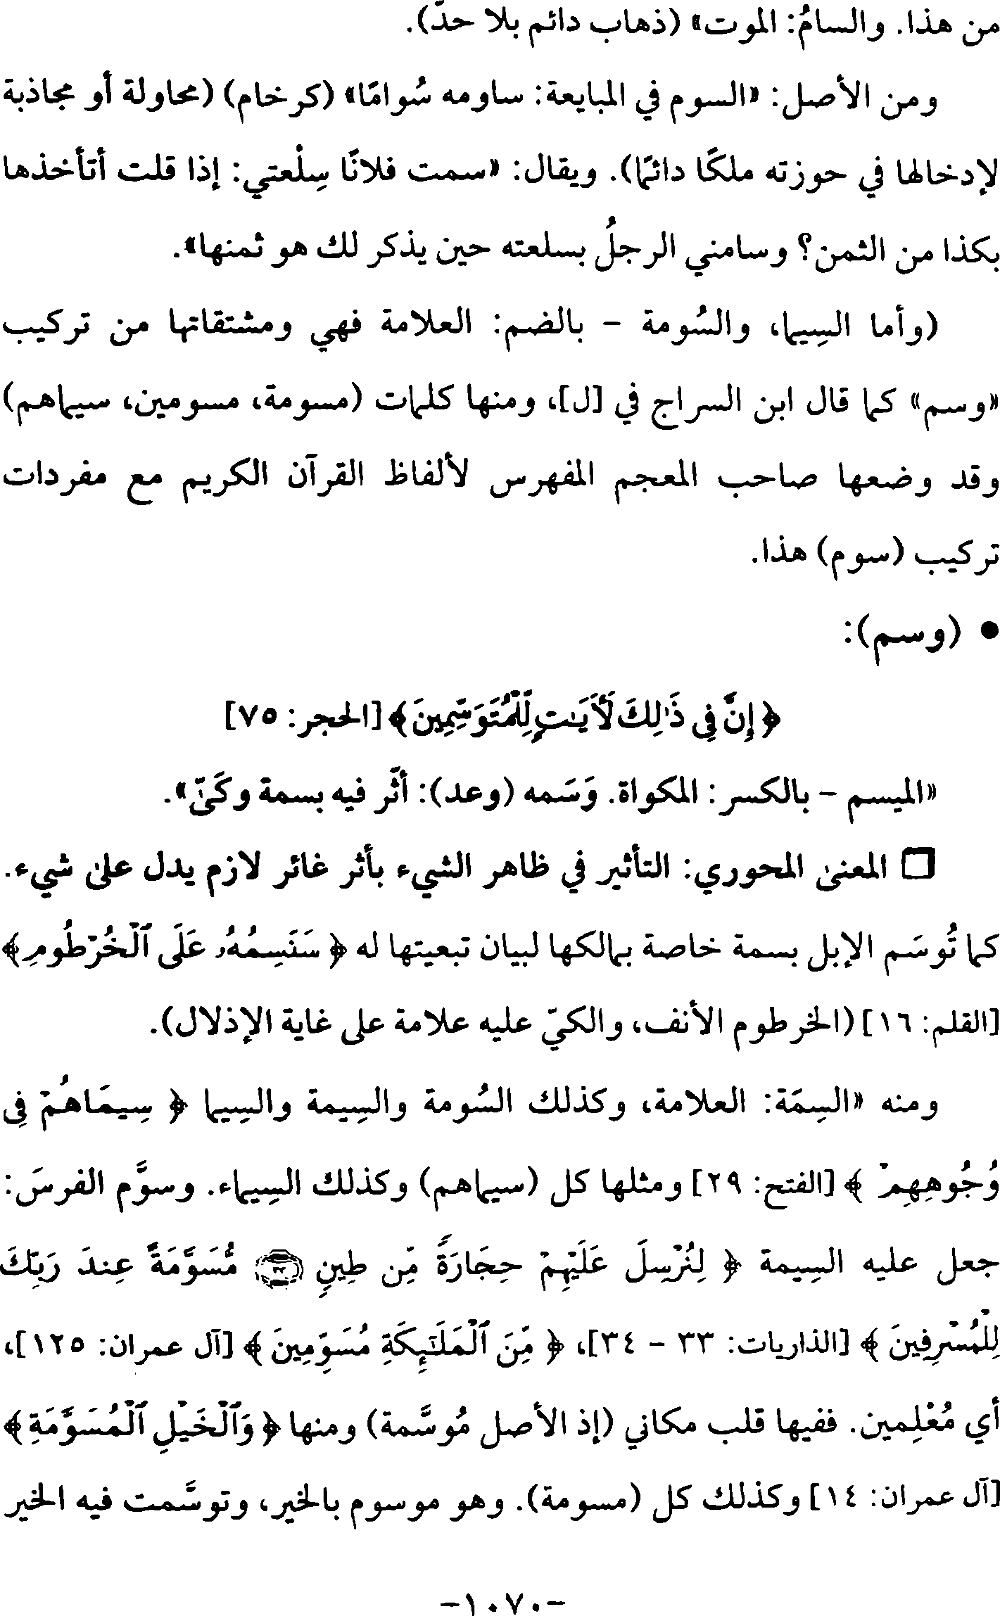 من هذا. والسامُ: الموت» (ذهاب دائم بلا حدّ).
ومن الأصل: «السوم في المبايعة: ساومه سُوامًا» (كرخام) (محاولة أو مجاذبة
لإدخالها في حوزته ملكًا دائمًا). ويقال: «سمت فلانًا سِلْعتي: إذا قلت أتأخذها
بكذا من الثمن؟ وسامني الرجلُ بسلعته حين يذكر لك هو ثمنها».
(وأما السِيما، والسُومة - بالضم: العلامة فهي ومشتقاتها من تركيب
«وسم» كما قال ابن السراج في [ل]، ومنها كلمات (مسومة، مسومين، سيماهم)
وقد وضعها صاحب المعجم المفهرس لألفاظ القرآن الكريم مع مفردات
تركيب (سوم) هذا.
• (وسم):
﴿إِنَّ فِى ذَٰلِكَ لَأَيَـٰتٍ لِّلْمُتَوَسِّمِينَ﴾ [الحجر: ٧٥]
«الميسم - بالكسر: المكواة. وَسَمه (وعد): أثّر فيه بسمة وكَىّ».
□ المعنى المحوري: التأثير في ظاهر الشيء بأثر غائر لازم يدل على شيء.
كما تُوسَم الإبل بسمة خاصة بمالكها لبيان تبعيتها له ﴿سَنَسِمُهُۥ عَلَى ٱلْخُرْطُومِ﴾
[القلم: ١٦] (الخرطوم الأنف، والكيّ عليه علامة على غاية الإذلال).
ومنه «السِمَة: العلامة، وكذلك السُومة والسِيمة والسِيما ﴿سِيمَاهُمْ فِى
وُجُوهِهِمْ﴾ [الفتح: ٢٩] ومثلها كل (سيماهم) وكذلك السِيماء. وسوَّم الفرسَ:
جعل عليه السِيمة ﴿لِنُرْسِلَ عَلَيْهِمْ حِجَارَةً مِّن طِينٍ ۝٣٣ مُّسَوَّمَةً عِندَ رَبِّكَ
لِلْمُسْرِفِينَ﴾ [الذاريات: ٣٣ - ٣٤]، ﴿مِّنَ ٱلْمَلَـٰٓئِكَةِ مُسَوِّمِينَ﴾ [آل عمران: ١٢٥]،
أي مُعْلِمين. ففيها قلب مكاني (إذ الأصل مُوسَّمة) ومنها ﴿وَٱلْخَيْلِ ٱلْمُسَوَّمَةِ﴾
[آل عمران: ١٤] وكذلك كل (مسومة). وهو موسوم بالخير، وتوسَّمت فيه الخير
-١٠٧٠-